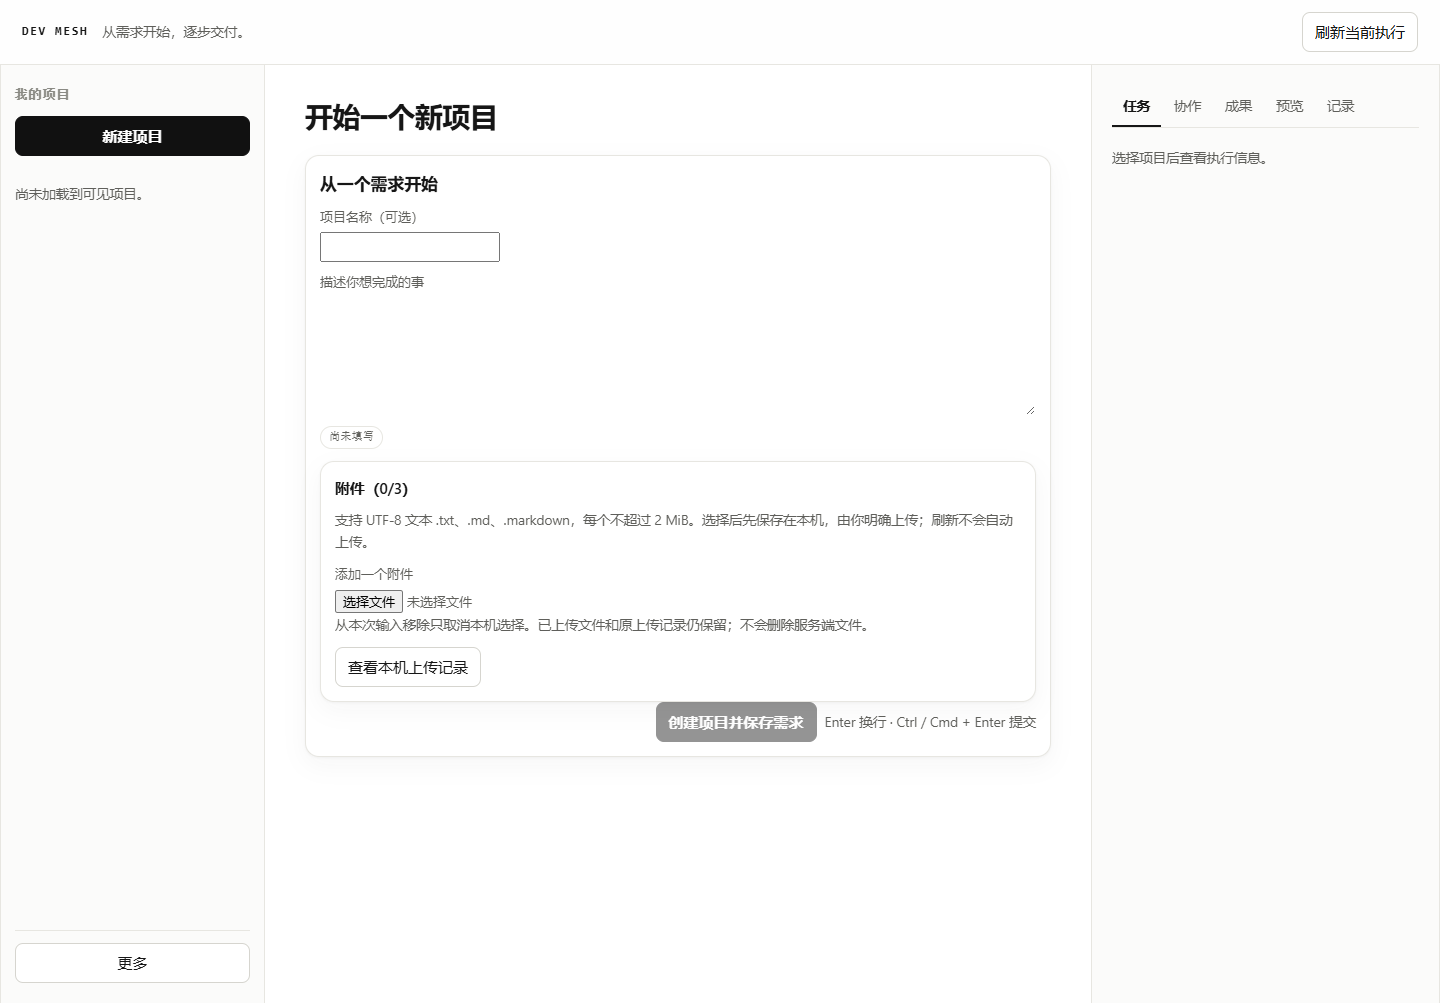 DEV MESH 从需求开始，逐步交付。
刷新当前执行
我的项目
新建项目
尚未加载到可见项目。
更多
开始一个新项目
从一个需求开始
项目名称（可选）
描述你想完成的事
尚未填写
附件（0/3）
支持 UTF-8 文本 .txt、.md、.markdown，每个不超过 2 MiB。选择后先保存在本机，由你明确上传；刷新不会自动
上传。
添加一个附件
选择文件 未选择文件
从本次输入移除只取消本机选择。已上传文件和原上传记录仍保留；不会删除服务端文件。
查看本机上传记录
创建项目并保存需求 Enter 换行 · Ctrl / Cmd + Enter 提交
任务 协作 成果 预览 记录
选择项目后查看执行信息。